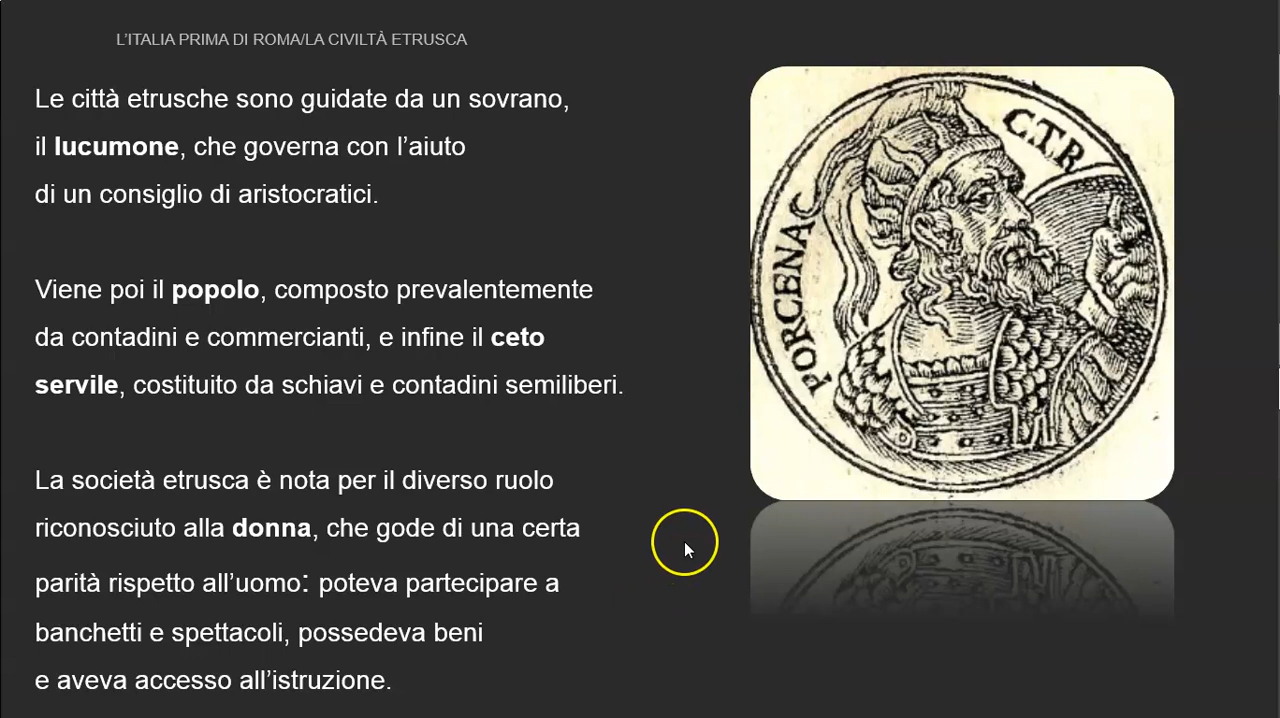 L'ITALIA PRIMA DI ROMA/LA CIVILTÀ ETRUSCA
Le città etrusche sono guidate da un sovrano,
il lucumone, che governa con l'aiuto
di un consiglio di aristocratici.
Viene poi il popolo, composto prevalentemente
da contadini e commercianti, e infine il ceto
servile, costituito da schiavi e contadini semiliberi.
La società etrusca è nota per il diverso ruolo
riconosciuto alla donna, che gode di una certa
parità rispetto all'uomo: poteva partecipare a
banchetti e spettacoli, possedeva beni
e aveva accesso all'istruzione.
PORCENAC
C.T.R